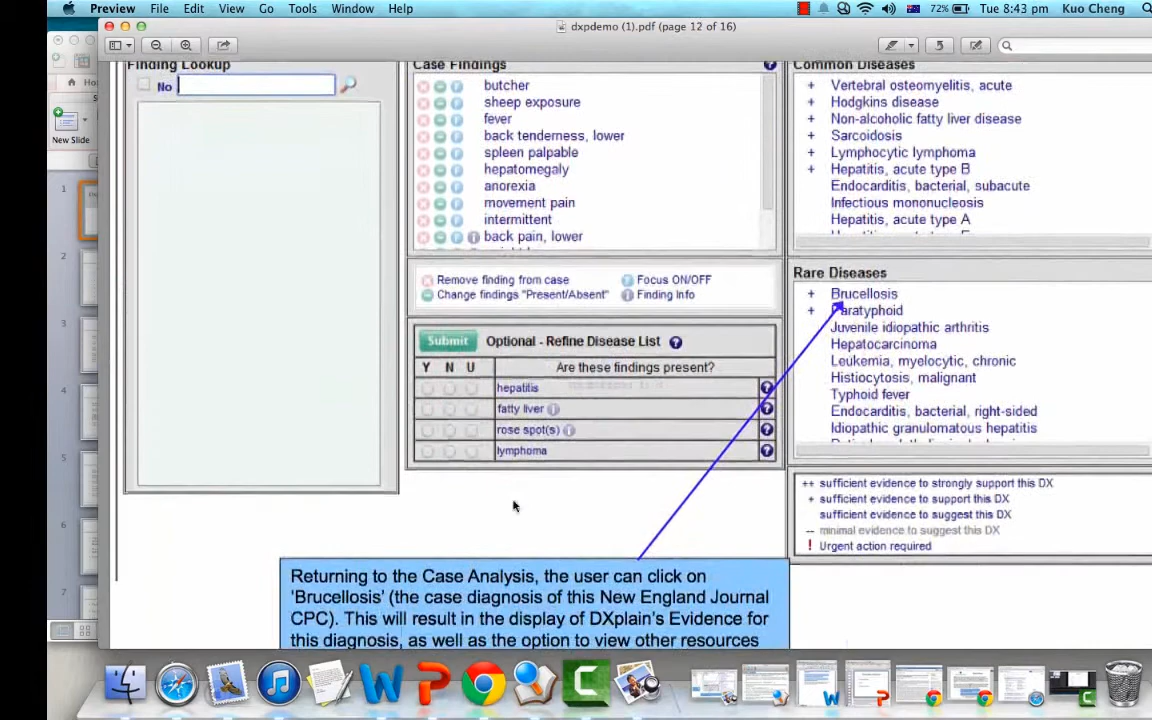 Preview File Edit View Go Tools Window Help
72% Tue 8:43 pm Kuo Cheng
dxpdemo (1).pdf (page 12 of 16)
New Slide
1
2
3
4
5
6
7
Finding Lookup
No
Case Findings
butcher
sheep exposure
fever
back tenderness, lower
spleen palpable
hepatomegaly
anorexia
movement pain
intermittent
back pain, lower
Remove finding from case
Focus ON/OFF
Change findings "Present/Absent"
Finding Info
Submit Optional - Refine Disease List
Y N U Are these findings present?
hepatitis
fatty liver
rose spot(s)
lymphoma
Common Diseases
+ Vertebral osteomyelitis, acute
+ Hodgkins disease
+ Non-alcoholic fatty liver disease
+ Sarcoidosis
+ Lymphocytic lymphoma
+ Hepatitis, acute type B
Endocarditis, bacterial, subacute
Infectious mononucleosis
Hepatitis, acute type A
Rare Diseases
+ Brucellosis
+ Paratyphoid
Juvenile idiopathic arthritis
Hepatocarcinoma
Leukemia, myelocytic, chronic
Histiocytosis, malignant
Typhoid fever
Endocarditis, bacterial, right-sided
Idiopathic granulomatous hepatitis
++ sufficient evidence to strongly support this DX
+ sufficient evidence to support this DX
sufficient evidence to suggest this DX
-- minimal evidence to suggest this DX
! Urgent action required
Returning to the Case Analysis, the user can click on
'Brucellosis' (the case diagnosis of this New England Journal
CPC). This will result in the display of DXplain's Evidence for
this diagnosis, as well as the option to view other resources